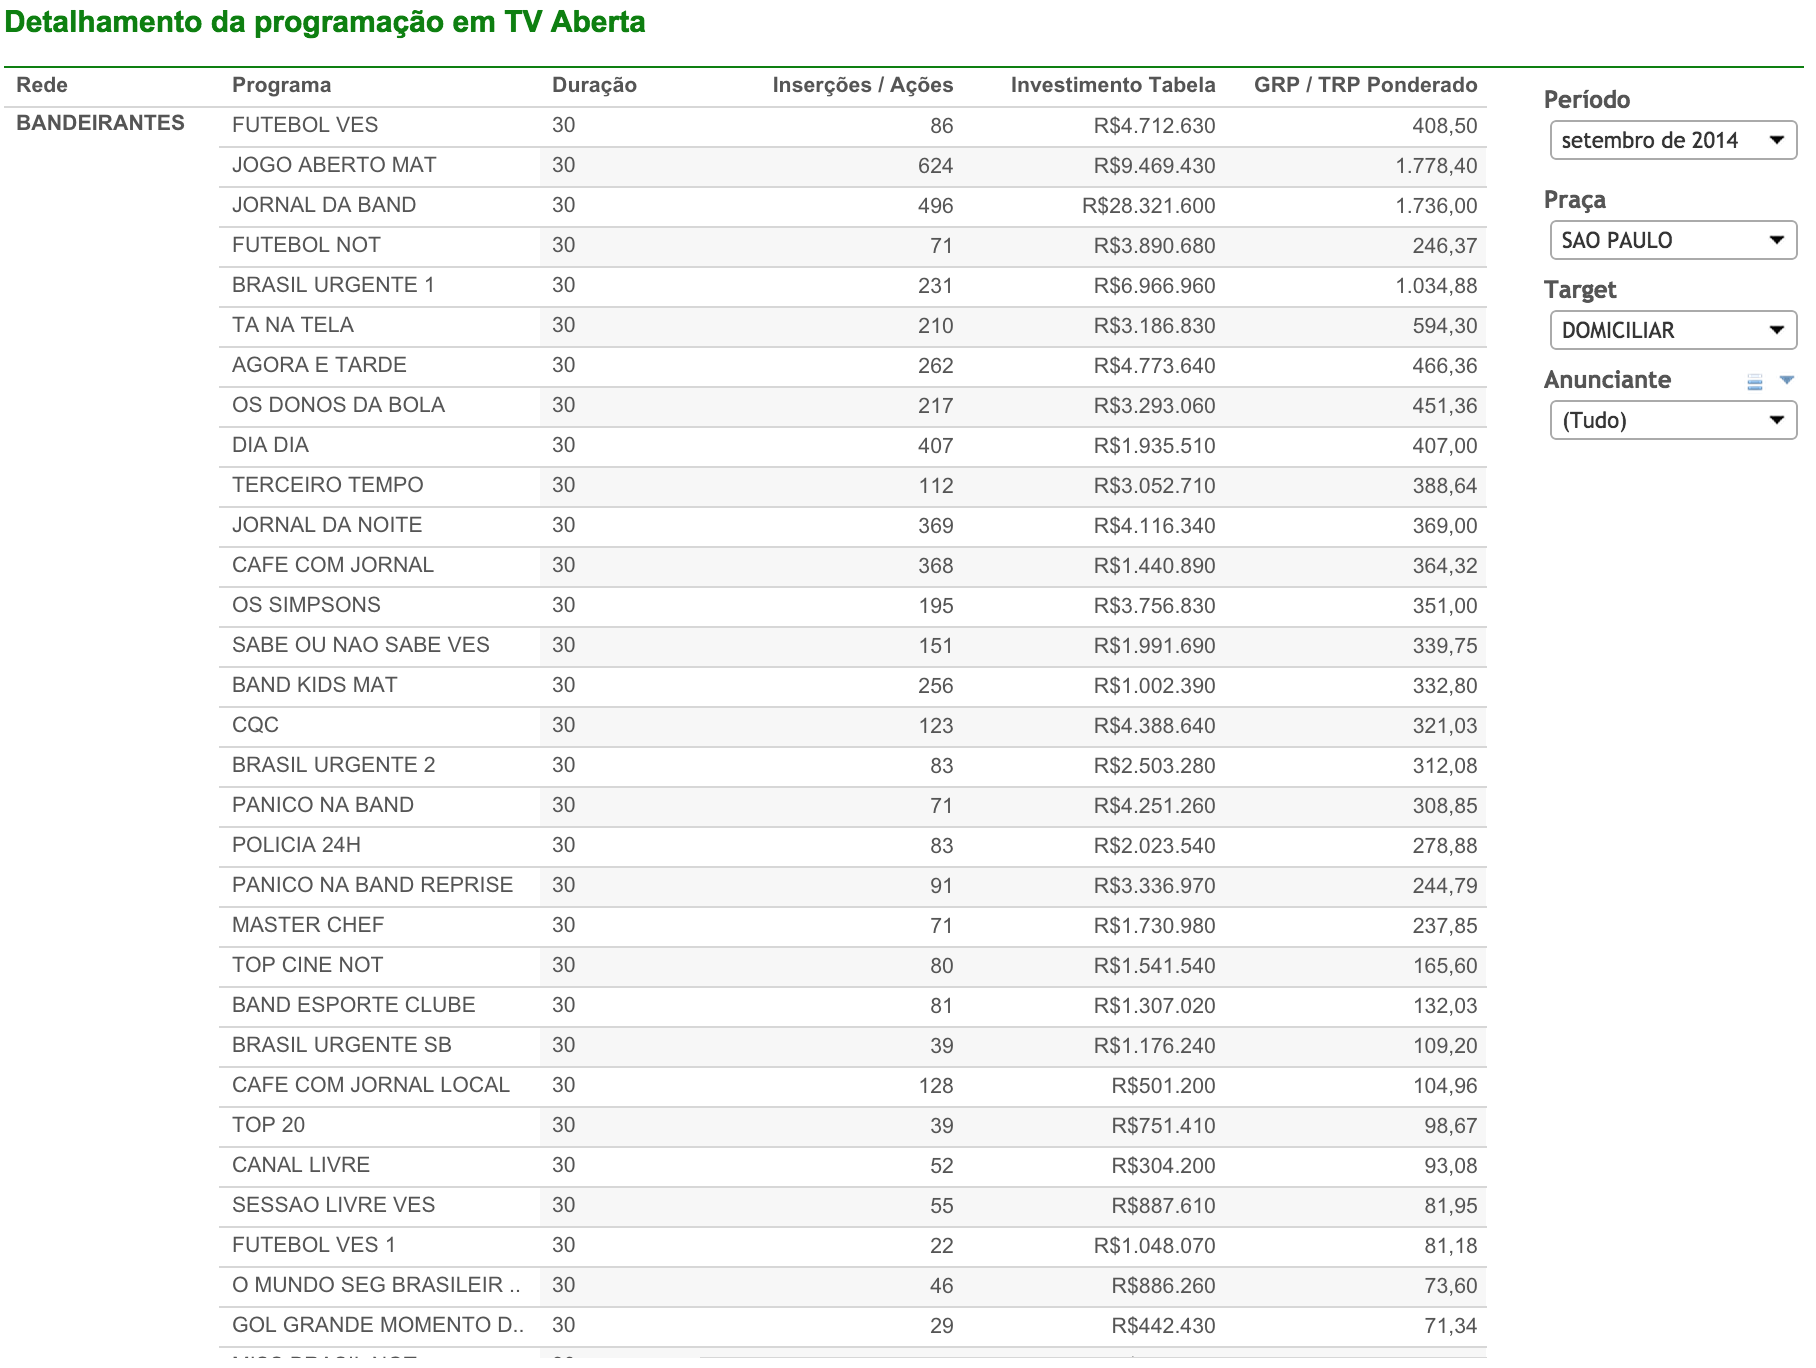 Detalhamento da programação em TV Aberta
Rede Programa Duração Inserções / Ações Investimento Tabela GRP / TRP Ponderado
BANDEIRANTES FUTEBOL VES 30 86 R$4.712.630 408,50
JOGO ABERTO MAT 30 624 R$9.469.430 1.778,40
JORNAL DA BAND 30 496 R$28.321.600 1.736,00
FUTEBOL NOT 30 71 R$3.890.680 246,37
BRASIL URGENTE 1 30 231 R$6.966.960 1.034,88
TA NA TELA 30 210 R$3.186.830 594,30
AGORA E TARDE 30 262 R$4.773.640 466,36
OS DONOS DA BOLA 30 217 R$3.293.060 451,36
DIA DIA 30 407 R$1.935.510 407,00
TERCEIRO TEMPO 30 112 R$3.052.710 388,64
JORNAL DA NOITE 30 369 R$4.116.340 369,00
CAFE COM JORNAL 30 368 R$1.440.890 364,32
OS SIMPSONS 30 195 R$3.756.830 351,00
SABE OU NAO SABE VES 30 151 R$1.991.690 339,75
BAND KIDS MAT 30 256 R$1.002.390 332,80
CQC 30 123 R$4.388.640 321,03
BRASIL URGENTE 2 30 83 R$2.503.280 312,08
PANICO NA BAND 30 71 R$4.251.260 308,85
POLICIA 24H 30 83 R$2.023.540 278,88
PANICO NA BAND REPRISE 30 91 R$3.336.970 244,79
MASTER CHEF 30 71 R$1.730.980 237,85
TOP CINE NOT 30 80 R$1.541.540 165,60
BAND ESPORTE CLUBE 30 81 R$1.307.020 132,03
BRASIL URGENTE SB 30 39 R$1.176.240 109,20
CAFE COM JORNAL LOCAL 30 128 R$501.200 104,96
TOP 20 30 39 R$751.410 98,67
CANAL LIVRE 30 52 R$304.200 93,08
SESSAO LIVRE VES 30 55 R$887.610 81,95
FUTEBOL VES 1 30 22 R$1.048.070 81,18
O MUNDO SEG BRASILEIR .. 30 46 R$886.260 73,60
GOL GRANDE MOMENTO D.. 30 29 R$442.430 71,34
Período
setembro de 2014
Praça
SAO PAULO
Target
DOMICILIAR
Anunciante
(Tudo)